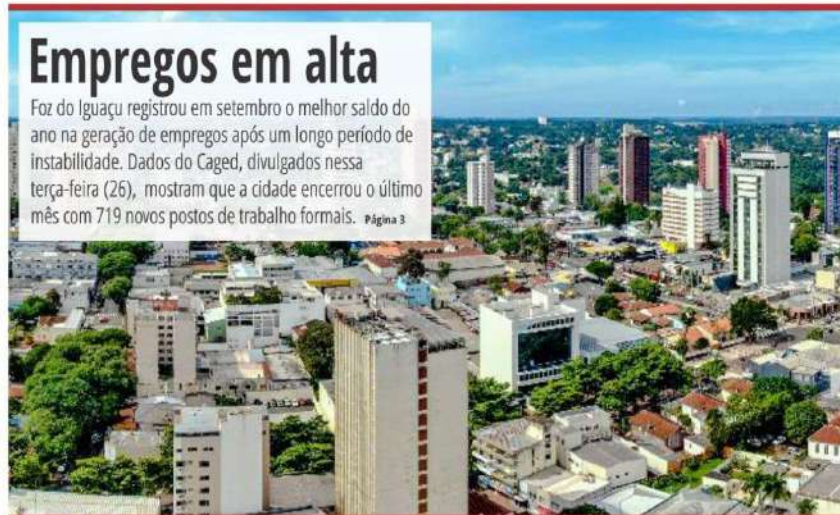 Empregos em alta
Foz do Iguaçu registrou em setembro o melhor saldo do
ano na geração de empregos após um longo período de
instabilidade. Dados do Caged, divulgados nessa
terça-feira (26), mostram que a cidade encerrou o último
mês com 719 novos postos de trabalho formais. Página 3